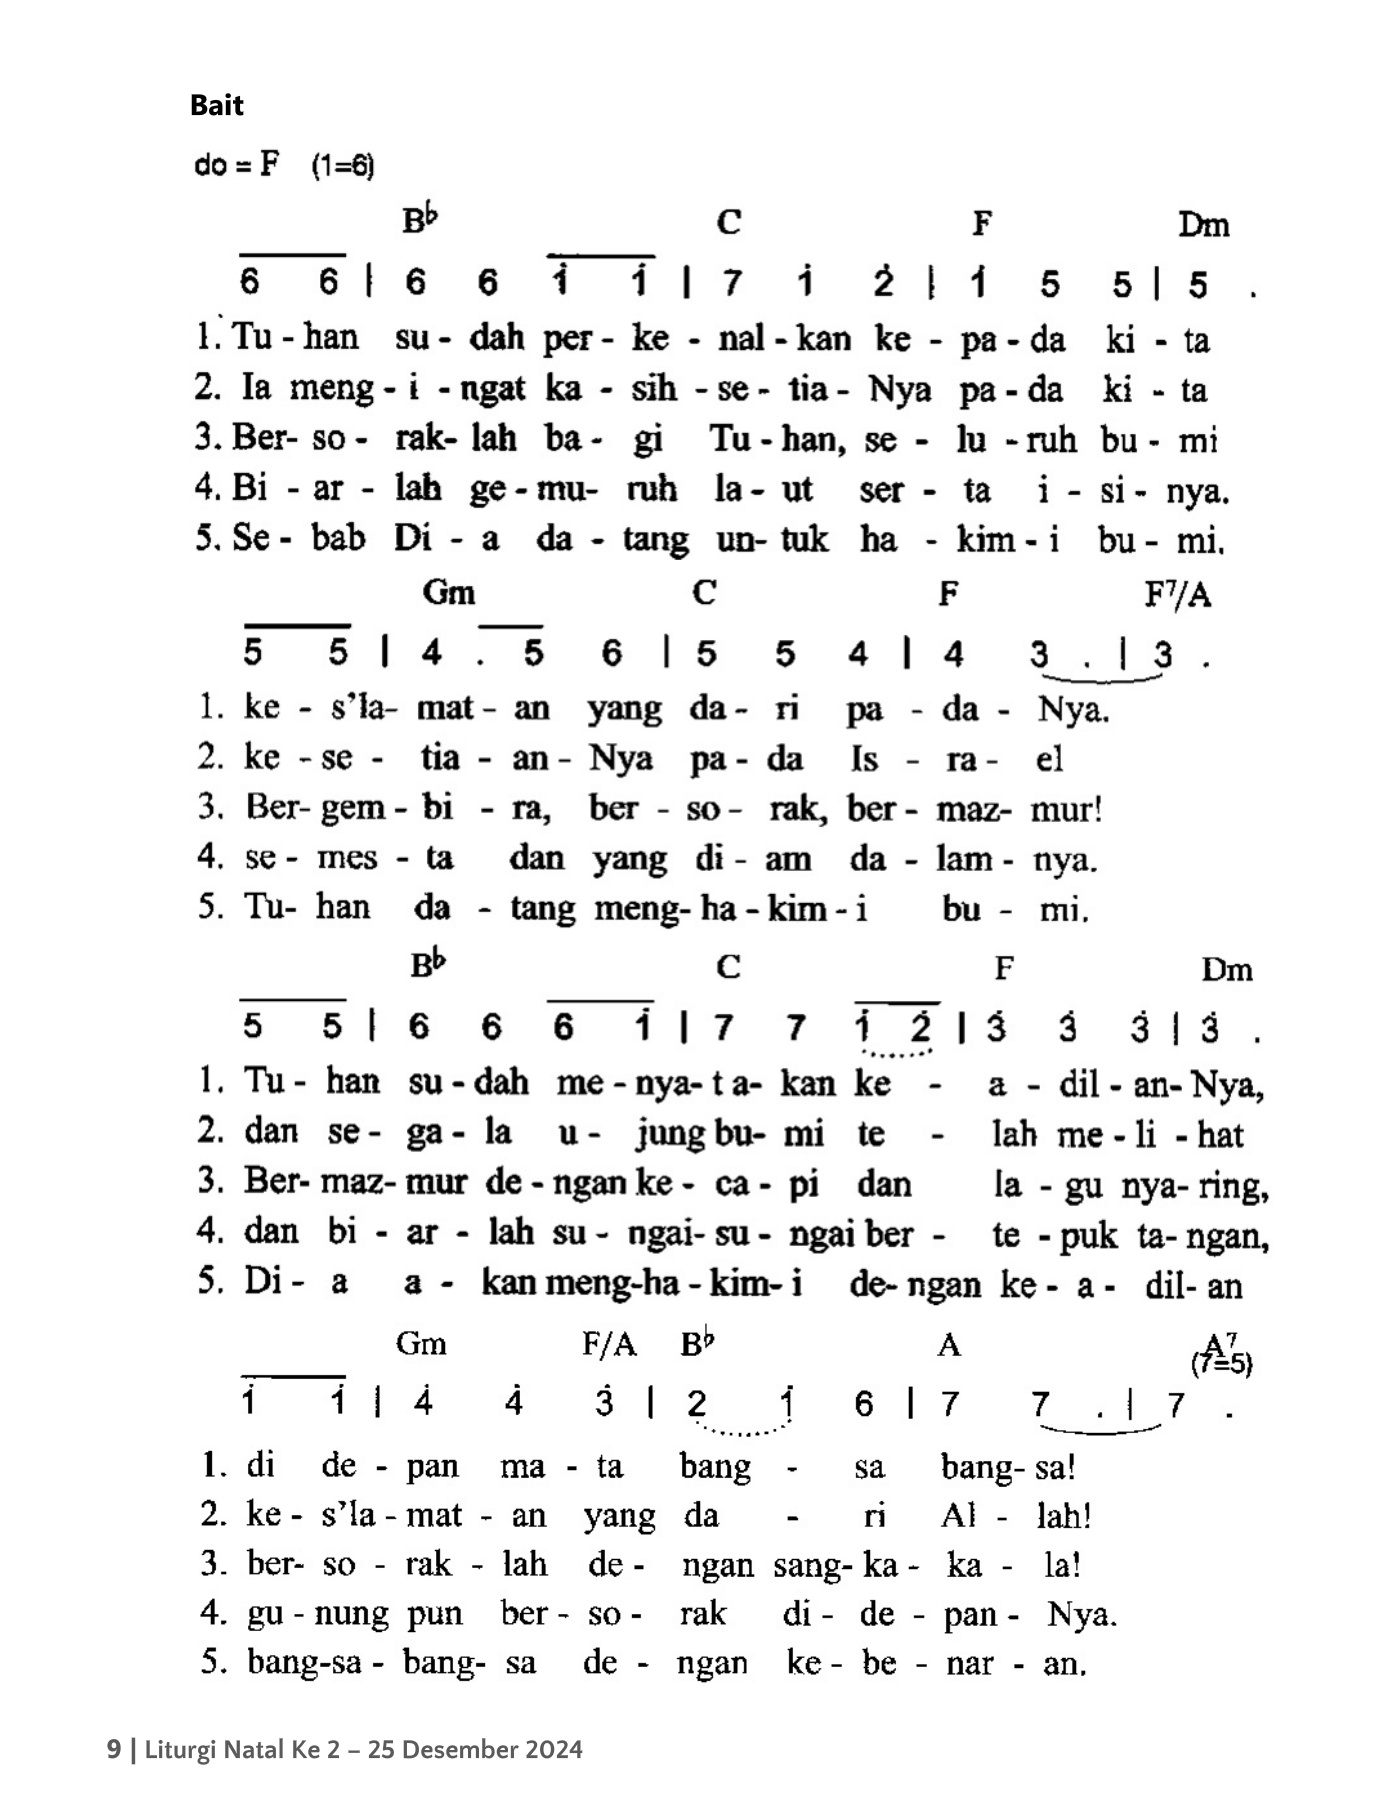 Bait
do = F (1=6)
B♭ C F Dm
6 6 | 6 6 1̇ 1̇ | 7 1̇ 2̇ | 1̇ 5 5 | 5 .
1. Tu - han su - dah per - ke - nal - kan ke - pa - da ki - ta
2. Ia meng - i - ngat ka - sih - se - tia - Nya pa - da ki - ta
3. Ber- so - rak- lah ba - gi Tu - han, se - lu - ruh bu - mi
4. Bi - ar - lah ge - mu- ruh la - ut ser - ta i - si - nya.
5. Se - bab Di - a da - tang un- tuk ha - kim - i bu - mi.
Gm C F F7/A
5 5 | 4 . 5 6 | 5 5 4 | 4 3 . | 3 .
1. ke - s’la- mat - an yang da - ri pa - da - Nya.
2. ke - se - tia - an - Nya pa - da Is - ra - el
3. Ber- gem - bi - ra, ber - so - rak, ber - maz- mur!
4. se - mes - ta dan yang di - am da - lam - nya.
5. Tu- han da - tang meng- ha - kim - i bu - mi.
B♭ C F Dm
5 5 | 6 6 6 1̇ | 7 7 1̇ 2̇ | 3̇ 3̇ 3̇ | 3̇ .
1. Tu - han su - dah me - nya- t a- kan ke - a - dil - an- Nya,
2. dan se - ga - la u - jung bu- mi te - lah me - li - hat
3. Ber- maz- mur de - ngan ke - ca - pi dan la - gu nya- ring,
4. dan bi - ar - lah su - ngai- su - ngai ber - te - puk ta- ngan,
5. Di - a a - kan meng-ha - kim- i de- ngan ke - a - dil- an
Gm F/A B♭ A A7
(7=5)
1̇ 1̇ | 4̇ 4̇ 3̇ | 2 1̇ 6 | 7 7 . | 7 .
1. di de - pan ma - ta bang - sa bang- sa!
2. ke - s’la - mat - an yang da - ri Al - lah!
3. ber- so - rak - lah de - ngan sang- ka - ka - la!
4. gu - nung pun ber - so - rak di - de - pan - Nya.
5. bang-sa - bang- sa de - ngan ke - be - nar - an.
9 | Liturgi Natal Ke 2 – 25 Desember 2024